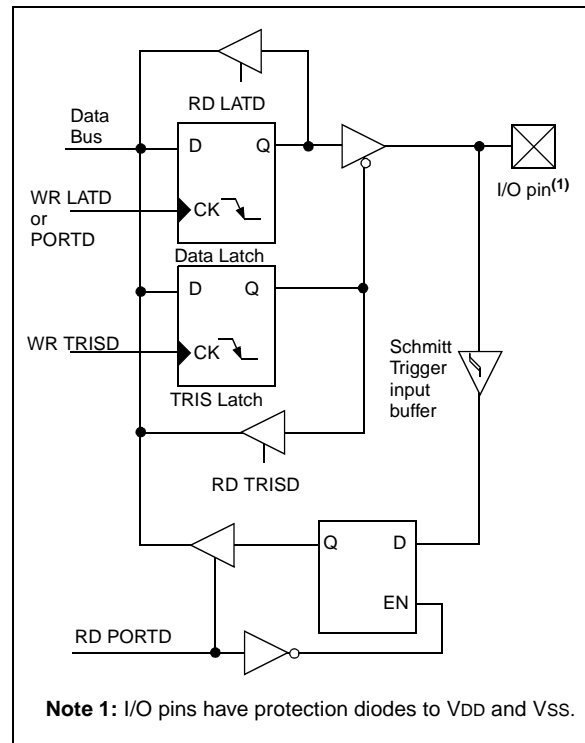 RD LATD
Data
Bus
D Q
I/O pin(1)
WR LATD
or
PORTD
CK
Data Latch
D Q
WR TRISD
CK
TRIS Latch
Schmitt
Trigger
input
buffer
RD TRISD
Q D
EN
RD PORTD
Note 1: I/O pins have protection diodes to VDD and VSS.